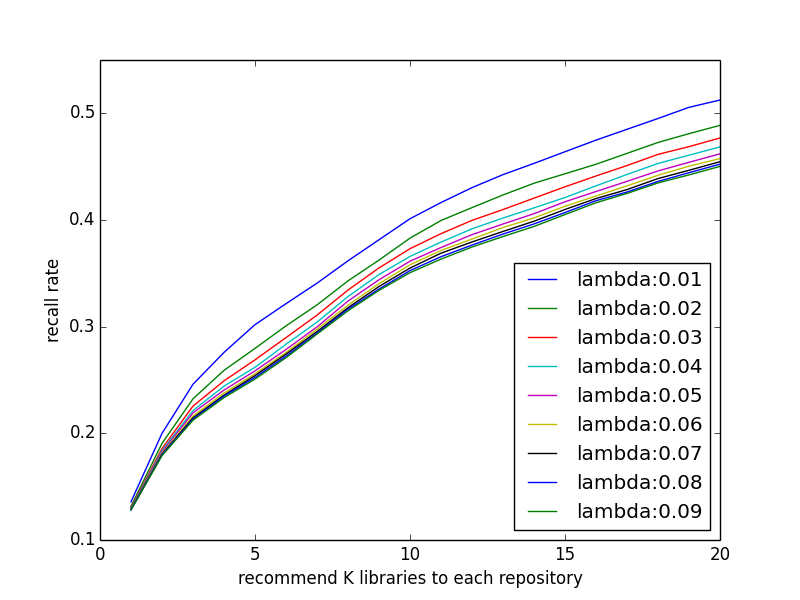 0.5
0.4
0.3
0.2
0.1
recall rate
lambda:0.01
lambda:0.02
lambda:0.03
lambda:0.04
lambda:0.05
lambda:0.06
lambda:0.07
lambda:0.08
lambda:0.09
0 5 10 15 20
recommend K libraries to each repository